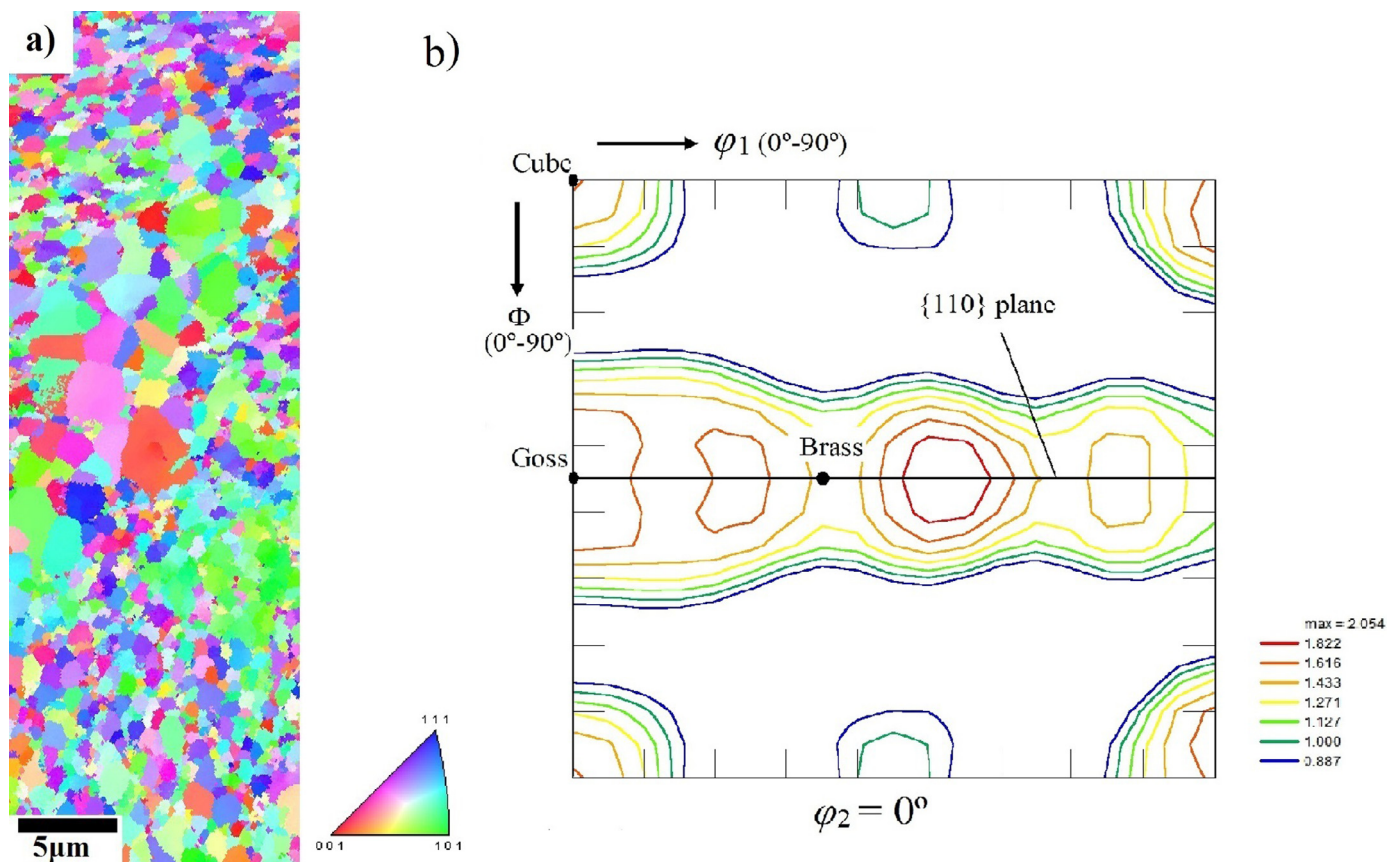 a)
b)
φ1 (0°-90°)
Cube
Φ
(0°-90°)
{110} plane
Goss
Brass
max = 2.054
1.822
1.616
1.433
1.271
1.127
1.000
0.887
111
001
101
5µm
φ2 = 0º